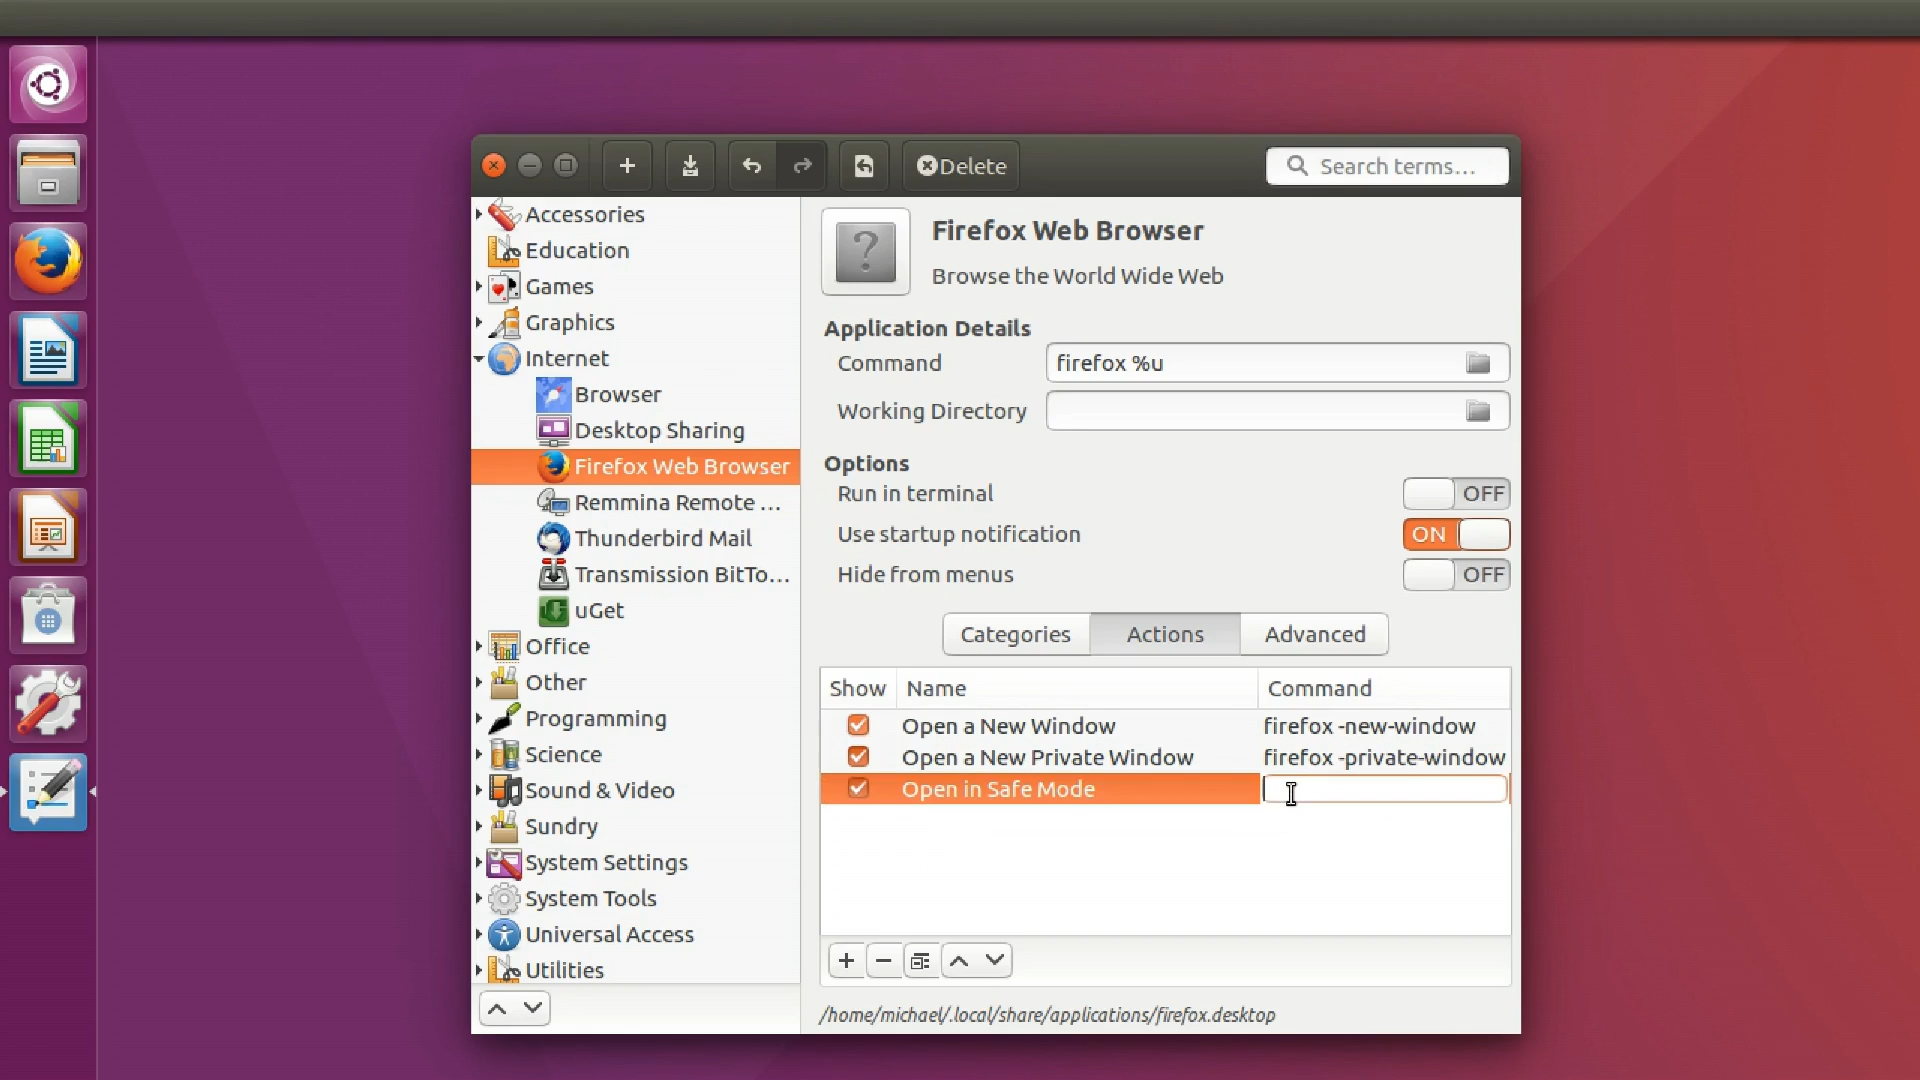 Delete
Search terms...
Accessories
Education
Games
Graphics
Internet
Browser
Desktop Sharing
Firefox Web Browser
Remmina Remote ...
Thunderbird Mail
Transmission BitTo...
uGet
Office
Other
Programming
Science
Sound & Video
Sundry
System Settings
System Tools
Universal Access
Utilities
Firefox Web Browser
Browse the World Wide Web
Application Details
Command firefox %u
Working Directory
Options
Run in terminal OFF
Use startup notification ON
Hide from menus OFF
Categories Actions Advanced
Show Name Command
Open a New Window firefox -new-window
Open a New Private Window firefox -private-window
Open in Safe Mode
/home/michael/.local/share/applications/firefox.desktop